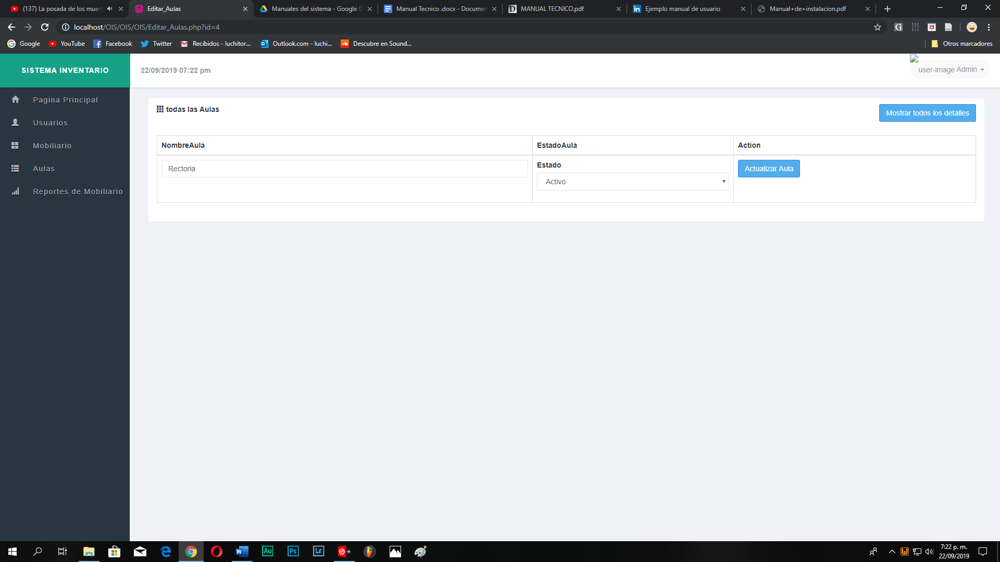 (137) La posada de los muert
Editar_Aulas
Manuales del sistema - Google D
Manual Tecnico .docx - Documen
MANUAL TECNICO.pdf
Ejemplo manual de usuario
Manual+de+instalacion.pdf
localhost/OIS/OIS/OIS/Editar_Aulas.php?id=4
Google
YouTube
Facebook
Twitter
Recibidos - luchitor...
Outlook.com - luchi...
Descubre en Sound...
Otros marcadores
SISTEMA INVENTARIO
22/09/2019 07:22 pm
user-image Admin
Pagina Principal
Usuarios
Mobiliario
Aulas
Reportes de Mobiliario
todas las Aulas
Mostrar todos los detalles
NombreAula
EstadoAula
Action
Rectoria
Estado
Activo
Actualizar Aula
Au
Ps
Lr
7:22 p. m.
22/09/2019